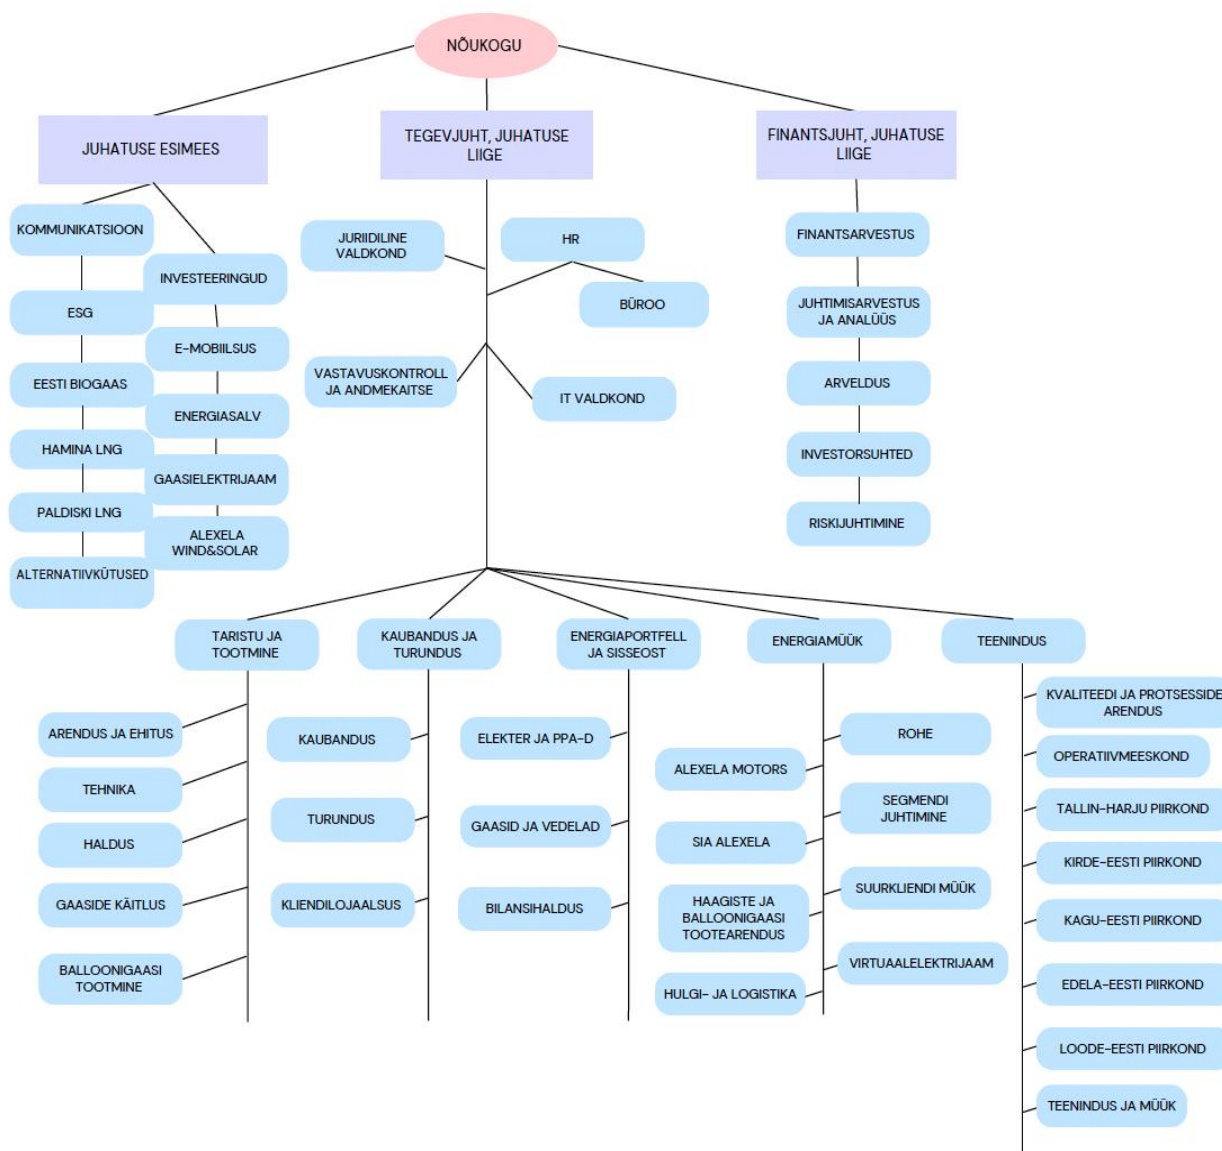 NÕUKOGU
JUHATUSE ESIMEES
TEGEVJUHT, JUHATUSE
LIIGE
FINANTSJUHT, JUHATUSE
LIIGE
KOMMUNIKATSIOON
ESG
EESTI BIOGAAS
HAMINA LNG
PALDISKI LNG
ALTERNATIIVKÜTUSED
INVESTEERINGUD
E-MOBIILSUS
ENERGIASALV
GAASIELEKTRIJAAM
ALEXELA
WIND&SOLAR
JURIIDILINE
VALDKOND
HR
BÜROO
VASTAVUSKONTROLL
JA ANDMEKAITSE
IT VALDKOND
FINANTSARVESTUS
JUHTIMISARVESTUS
JA ANALÜÜS
ARVELDUS
INVESTORSUHTED
RISKIJUHTIMINE
TARISTU JA
TOOTMINE
ARENDUS JA EHITUS
TEHNIKA
HALDUS
GAASIDE KÄITLUS
BALLOONIGAASI
TOOTMINE
KAUBANDUS JA
TURUNDUS
KAUBANDUS
TURUNDUS
KLIENDILOJAALSUS
ENERGIAPORTFELL
JA SISSEOST
ELEKTER JA PPA-D
GAASID JA VEDELAD
BILANSIHALDUS
ENERGIAMÜÜK
ALEXELA MOTORS
SIA ALEXELA
HAAGISTE JA
BALLOONIGAASI
TOOTEARENDUS
HULGI- JA LOGISTIKA
ROHE
SEGMENDI
JUHTIMINE
SUURKLIENDI MÜÜK
VIRTUAALELEKTRIJAAM
TEENINDUS
KVALITEEDI JA PROTSESSIDE
ARENDUS
OPERATIIVMEESKOND
TALLIN-HARJU PIIRKOND
KIRDE-EESTI PIIRKOND
KAGU-EESTI PIIRKOND
EDELA-EESTI PIIRKOND
LOODE-EESTI PIIRKOND
TEENINDUS JA MÜÜK